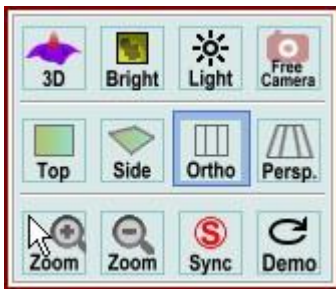 3D Bright Light Free Camera
Top Side Ortho Persp.
Zoom Zoom S Sync Demo